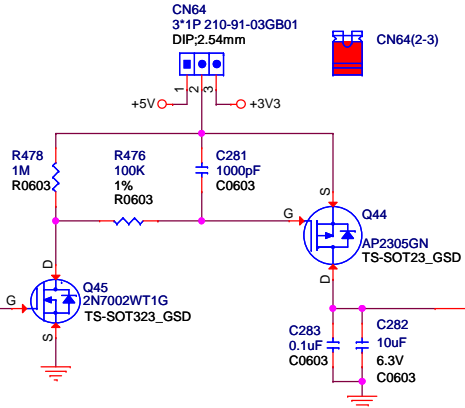 CN64
3*1P 210-91-03GB01
DIP;2.54mm
CN64(2-3)
1
2
3
+5V
+3V3
R478
1M
R0603
R476
100K
1%
R0603
C281
1000pF
C0603
S
G
Q44
AP2305GN
TS-SOT23_GSD
D
D
Q45
2N7002WT1G
TS-SOT323_GSD
G
S
C283
0.1uF
C0603
C282
10uF
6.3V
C0603